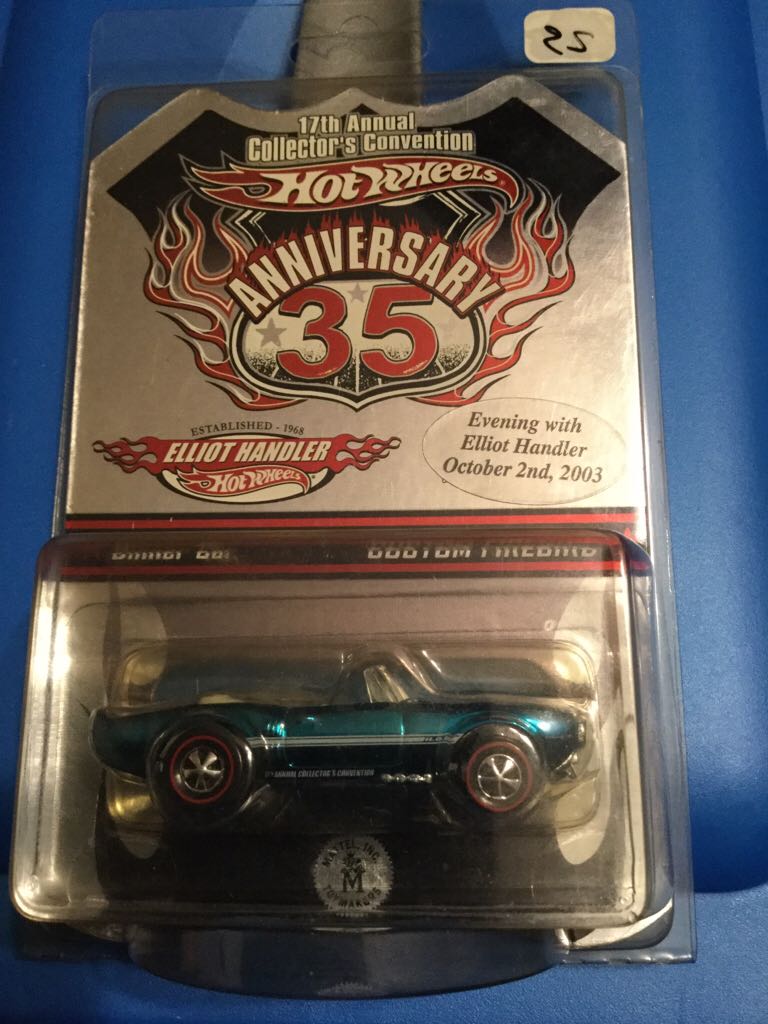 25
17th Annual
Collector's Convention
Hot Wheels
ANNIVERSARY
35
ESTABLISHED - 1968
ELLIOT HANDLER
Hot Wheels
Evening with
Elliot Handler
October 2nd, 2003
CUSTOM FIREBIRD
ANNUAL COLLECTOR'S CONVENTION
MATTEL, INC.
M
TOYMAKERS